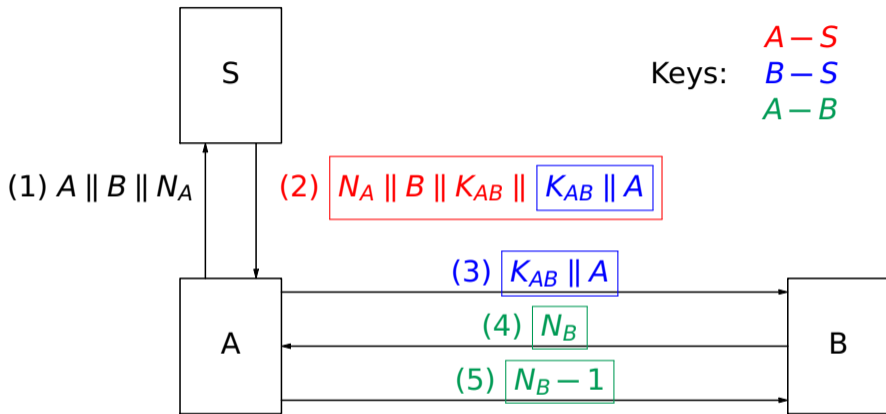 S
Keys:
A − S
B − S
A − B
(1) A ∥ B ∥ N_A
(2) N_A ∥ B ∥ K_AB ∥ K_AB ∥ A
(3) K_AB ∥ A
(4) N_B
(5) N_B − 1
A
B